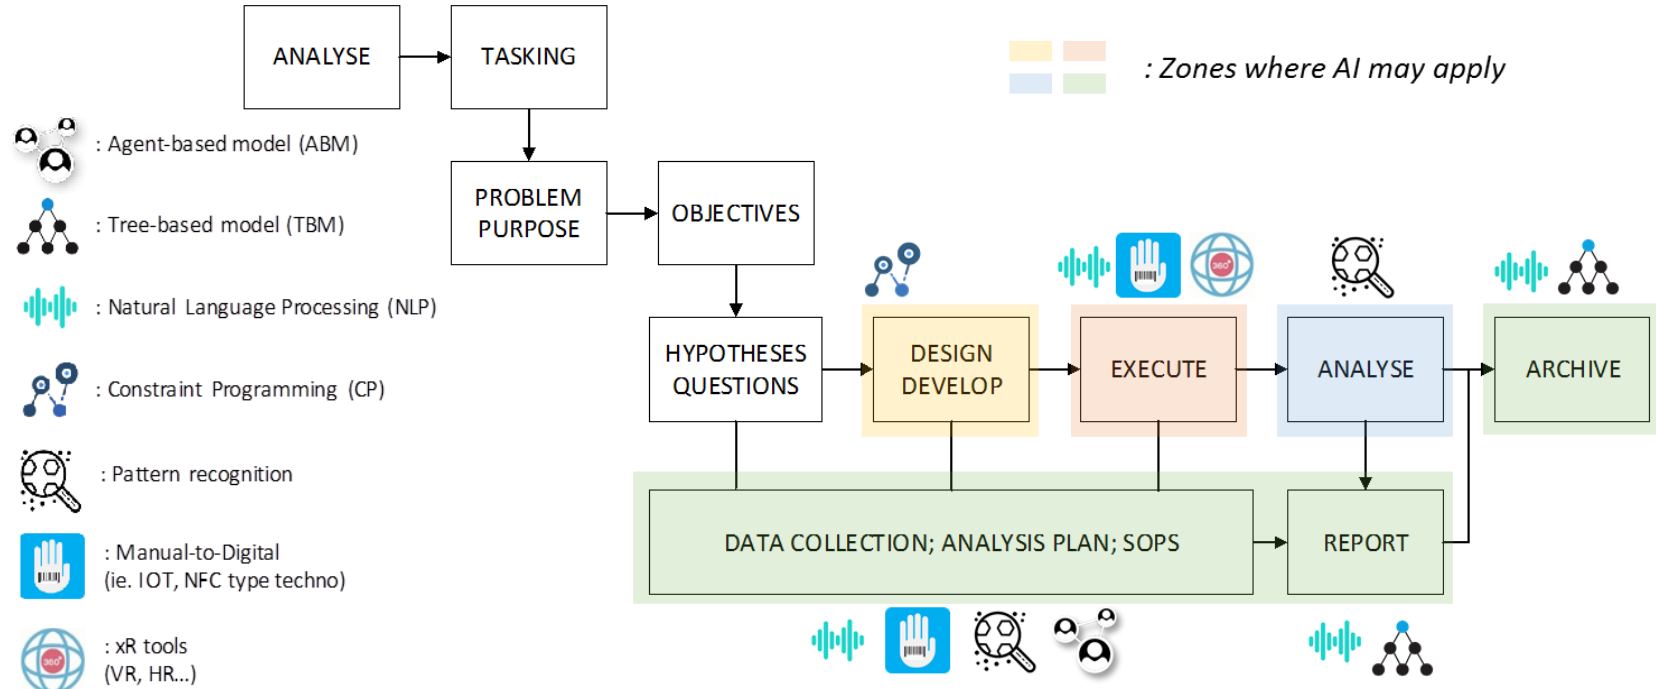 ANALYSE
TASKING
: Zones where AI may apply
: Agent-based model (ABM)
PROBLEM
PURPOSE
OBJECTIVES
: Tree-based model (TBM)
360°
: Natural Language Processing (NLP)
HYPOTHESES
QUESTIONS
DESIGN
DEVELOP
EXECUTE
ANALYSE
ARCHIVE
: Constraint Programming (CP)
: Pattern recognition
DATA COLLECTION; ANALYSIS PLAN; SOPS
REPORT
: Manual-to-Digital
(ie. IOT, NFC type techno)
360°
: xR tools
(VR, HR...)